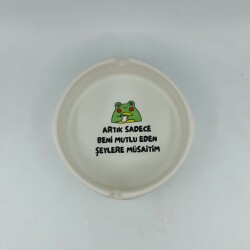 ARTIK SADECE
BENİ MUTLU EDEN
ŞEYLERE MÜSAİTİM